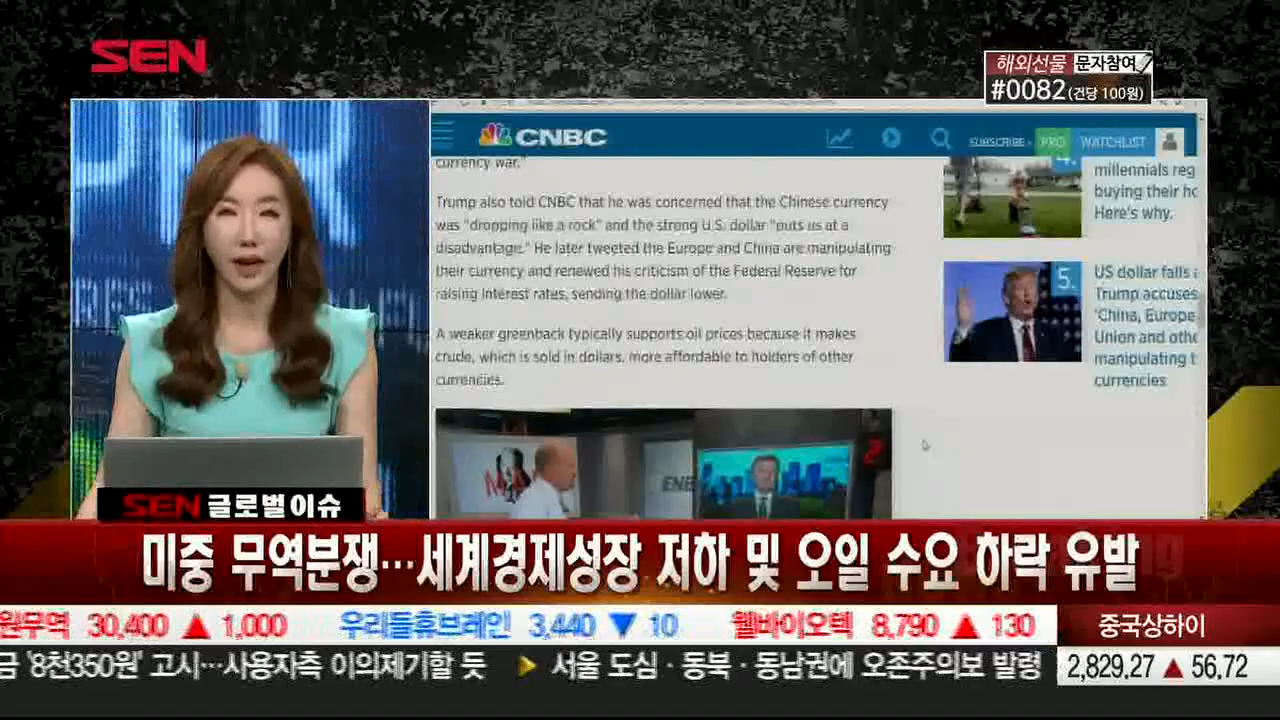 SEN
해외선물 문자참여
#0082(건당 100원)
CNBC
SUBSCRIBE
PRO
WATCHLIST
currency war."
Trump also told CNBC that he was concerned that the Chinese currency
was "dropping like a rock" and the strong U.S. dollar "puts us at a
disadvantage." He later tweeted the Europe and China are manipulating
their currency and renewed his criticism of the Federal Reserve for
raising interest rates, sending the dollar lower.
A weaker greenback typically supports oil prices because it makes
crude, which is sold in dollars, more affordable to holders of other
currencies.
4.
millennials reg
buying their ho
Here's why.
5.
US dollar falls a
Trump accuses
'China, Europe
Union and othe
manipulating t
currencies
SEN 글로벌이슈
미중 무역분쟁…세계경제성장 저하 및 오일 수요 하락 유발
원무역 30,400 ▲ 1,000 우리들휴브레인 3,440 ▼ 10 웰바이오텍 8,790 ▲ 130
중국상하이
금 '8천350원' 고시…사용자측 이의제기할 듯 ▶ 서울 도심·동북·동남권에 오존주의보 발령
2,829.27 ▲ 56.72